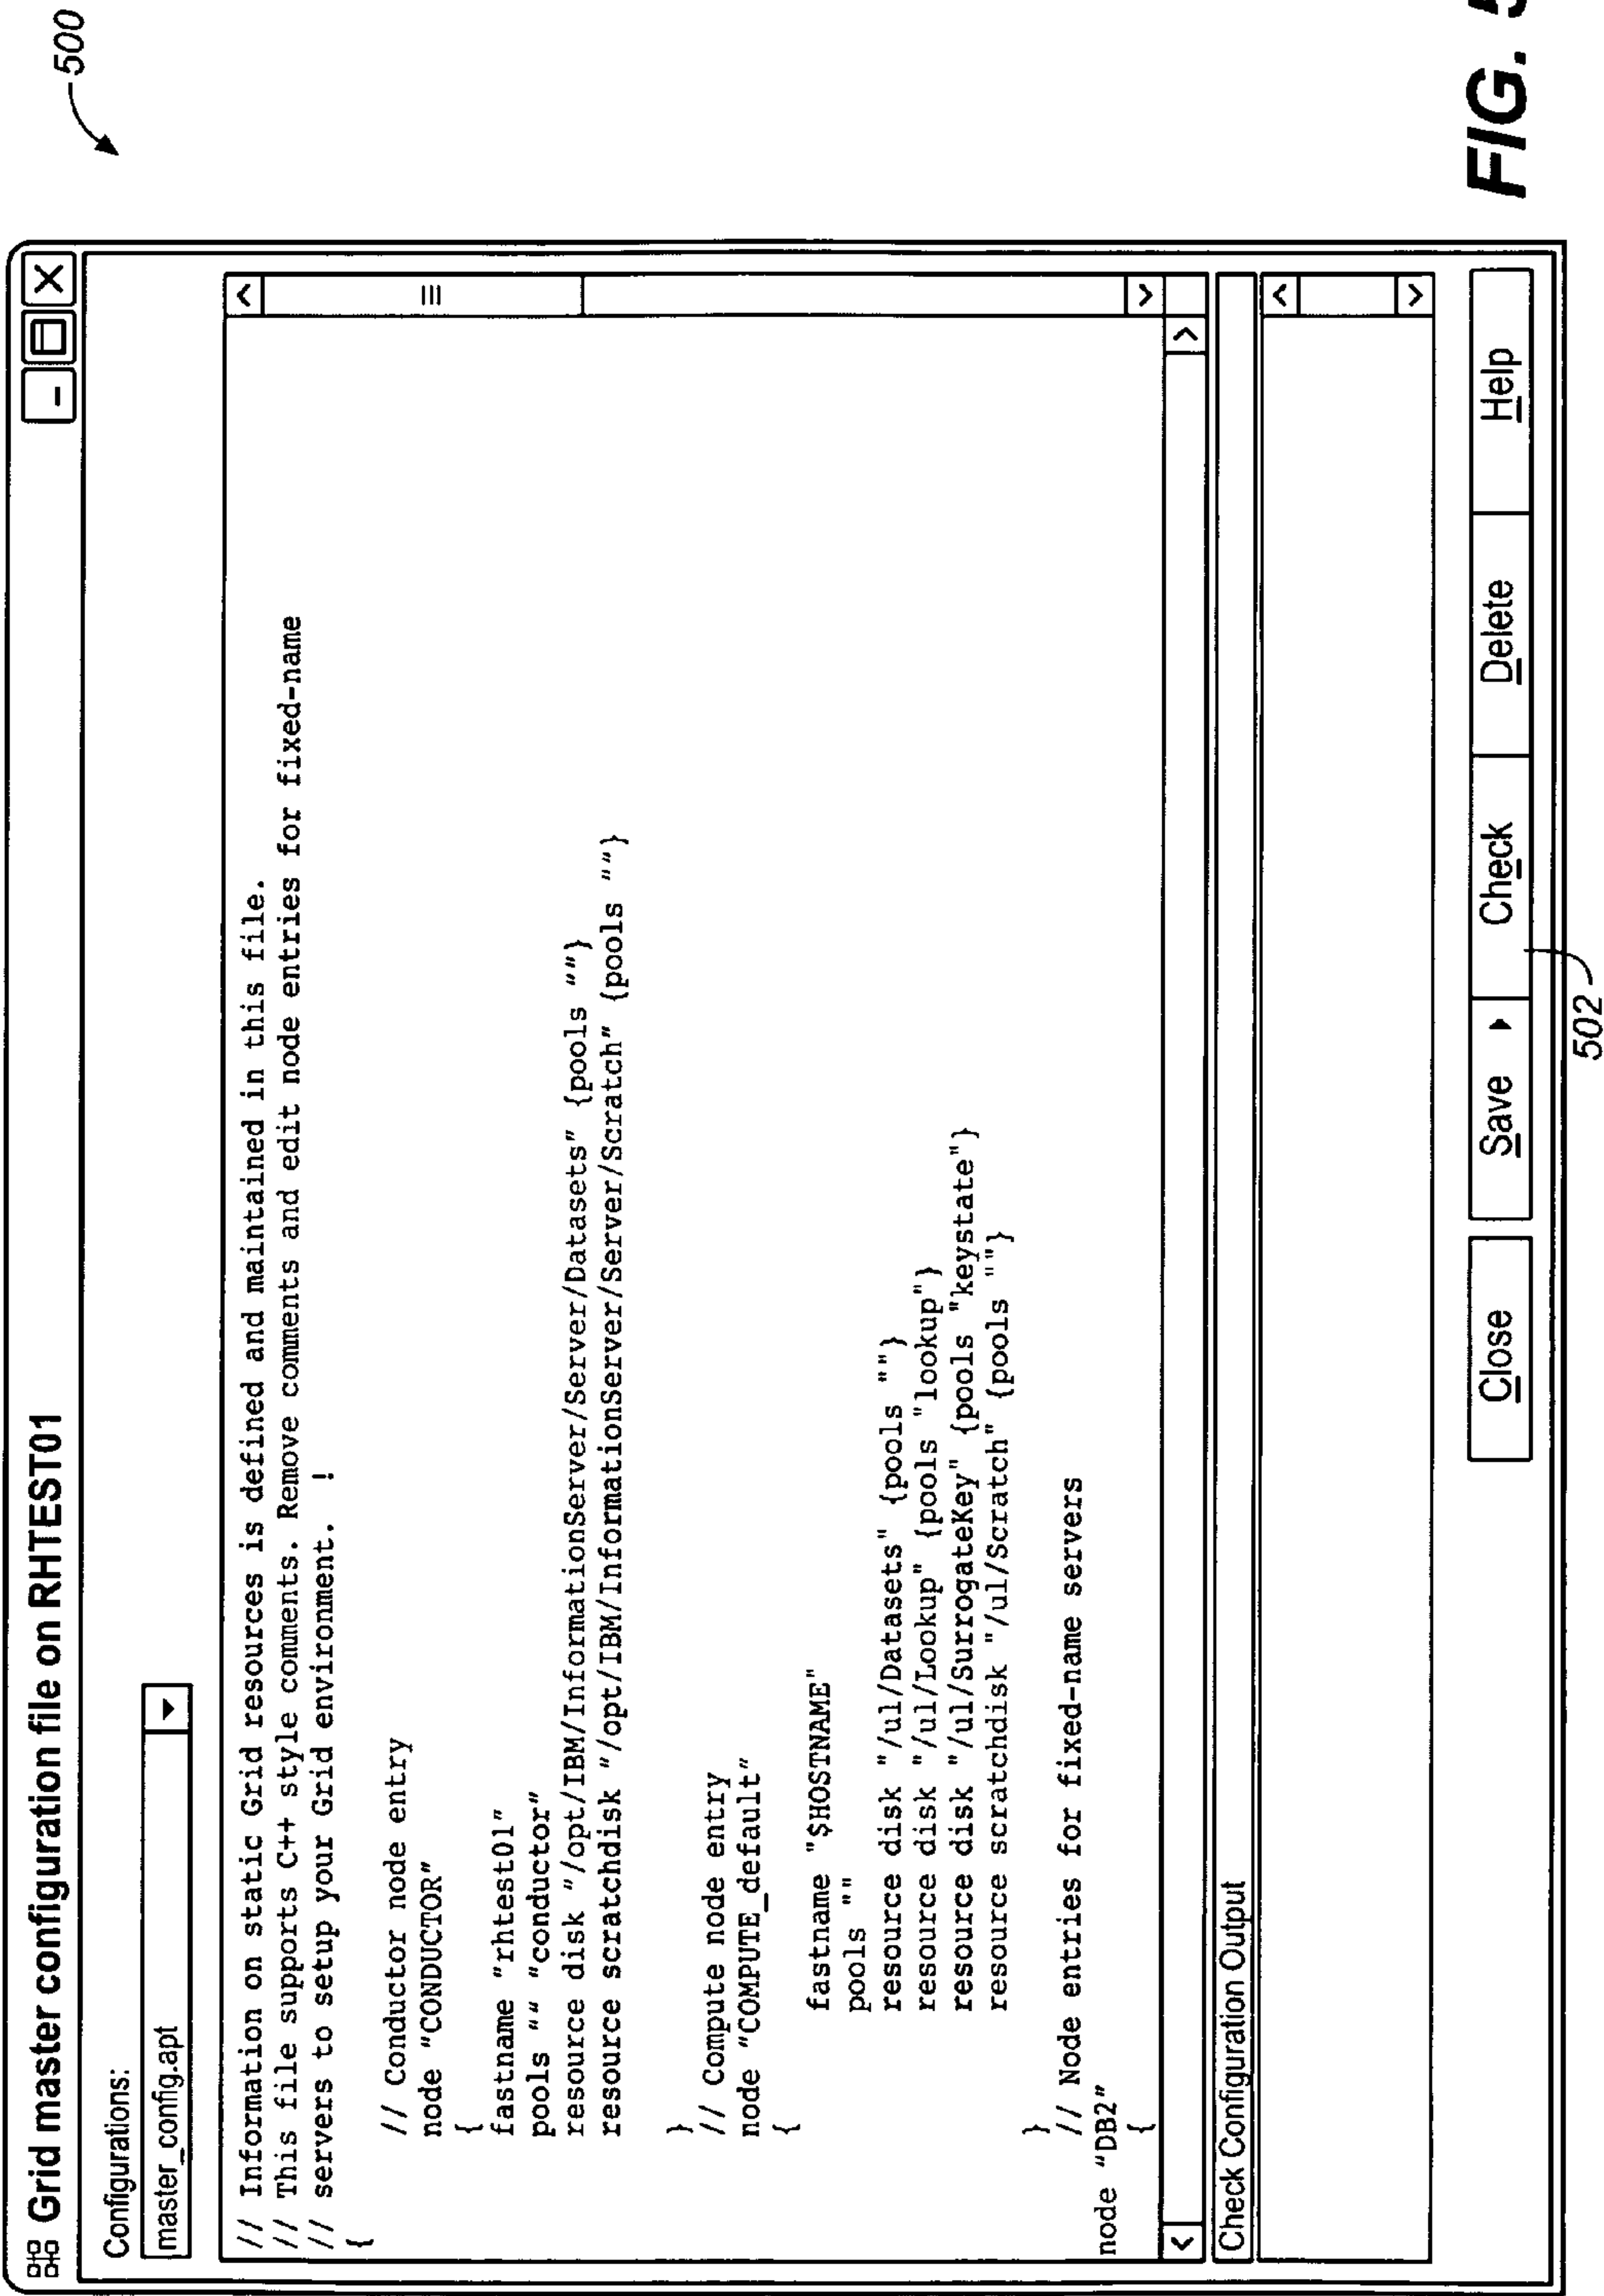 500
Grid master configuration file on RHTEST01
Configurations:
master_config.apt
// Information on static Grid resources is defined and maintained in this file.
// This file supports C++ style comments. Remove comments and edit node entries for fixed-name
// servers to setup your Grid environment. !
{
// Conductor node entry
node "CONDUCTOR"
{
fastname "rhtest01"
pools "" "conductor"
resource disk "/opt/IBM/InformationServer/Server/Datasets" {pools ""}
resource scratchdisk "/opt/IBM/InformationServer/Server/Scratch" {pools ""}
}
// Compute node entry
node "COMPUTE_default"
{
fastname "$HOSTNAME"
pools ""
resource disk "/ul/Datasets" {pools ""}
resource disk "/ul/Lookup" {pools "lookup"}
resource disk "/ul/SurrogateKey" {pools "keystate"}
resource scratchdisk "/ul/Scratch" {pools ""}
}
// Node entries for fixed-name servers
node "DB2"
{
Check Configuration Output
Close Save Check Delete Help
502
FIG. 5